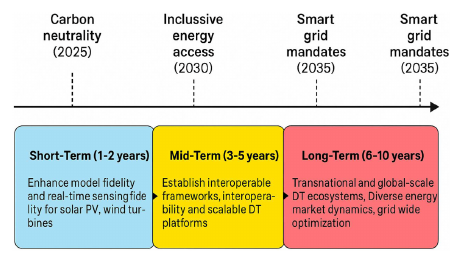 Carbon
neutrality
(2025)
Inclussive
energy
access
(2030)
Smart
grid
mandates
(2035)
Smart
grid
mandates
(2035)
Short-Term (1-2 years)
Enhance model fidelity
and real-time sensing fide
lity for solar PV, wind tur-
bines
Mid-Term (3-5 years)
Establish interoperable
frameworks, interopera-
bility and scalable DT
platforms
Long-Term (6-10 years)
Transnational and global-scale
DT ecosystems, Diverse energy
market dynamics, grid wide
optimization